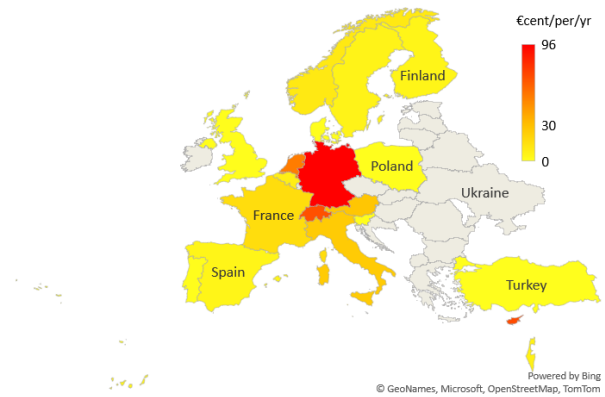 €cent/per/yr
96
30
0
Finland
Poland
Ukraine
France
Spain
Turkey
Powered by Bing
© GeoNames, Microsoft, OpenStreetMap, TomTom